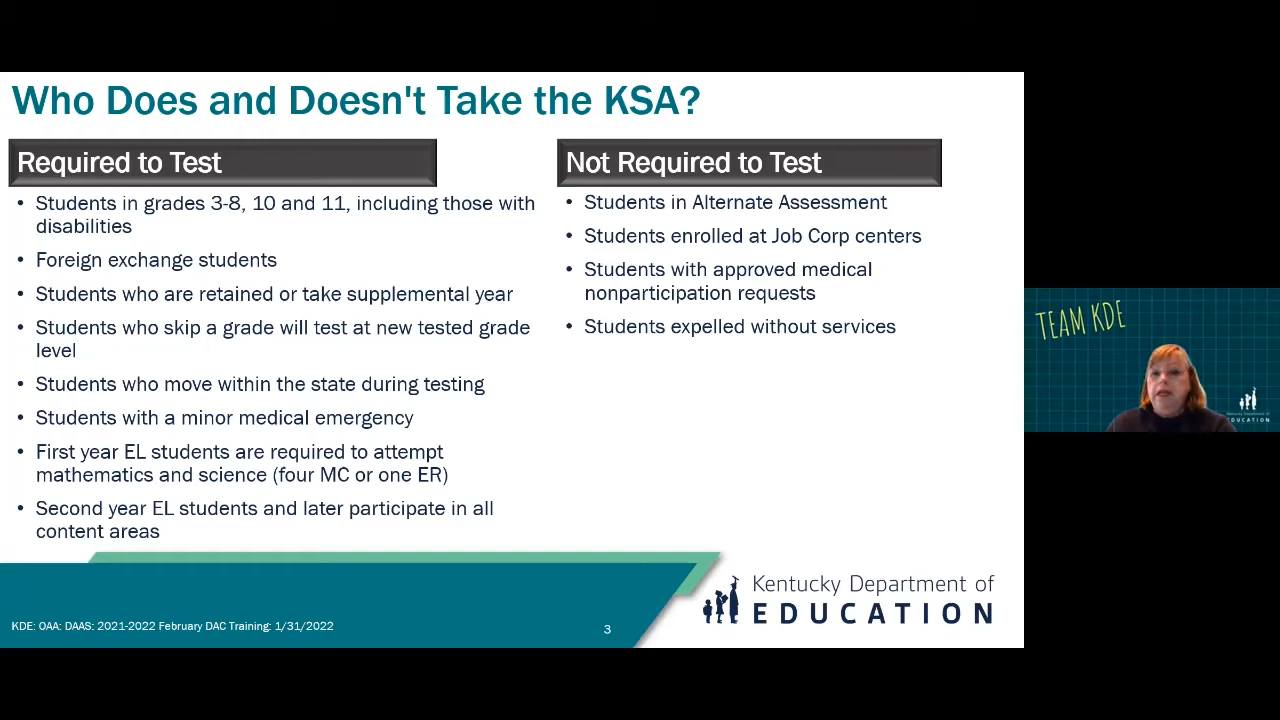 Who Does and Doesn't Take the KSA?
Required to Test
• Students in grades 3-8, 10 and 11, including those with
disabilities
• Foreign exchange students
• Students who are retained or take supplemental year
• Students who skip a grade will test at new tested grade
level
• Students who move within the state during testing
• Students with a minor medical emergency
• First year EL students are required to attempt
mathematics and science (four MC or one ER)
• Second year EL students and later participate in all
content areas
Not Required to Test
• Students in Alternate Assessment
• Students enrolled at Job Corp centers
• Students with approved medical
nonparticipation requests
• Students expelled without services
KDE: OAA: DAAS: 2021-2022 February DAC Training: 1/31/2022
3
Kentucky Department of
EDUCATION
TEAM KDE
Kentucky Department of
EDUCATION